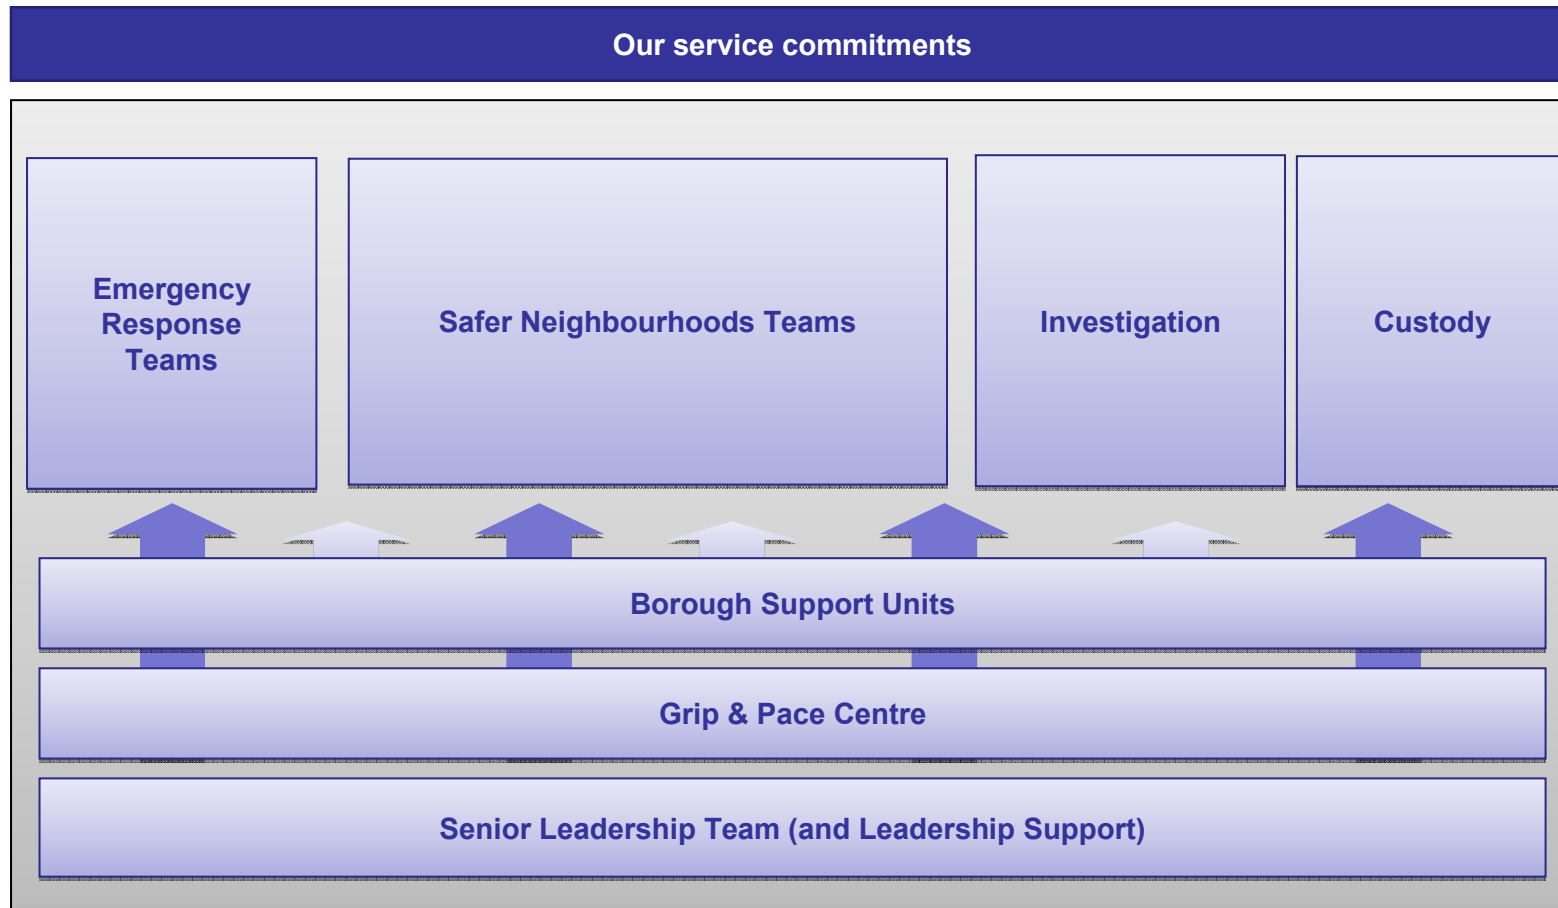 Our service commitments
Emergency
Response
Teams
Safer Neighbourhoods Teams
Investigation
Custody
Borough Support Units
Grip & Pace Centre
Senior Leadership Team (and Leadership Support)